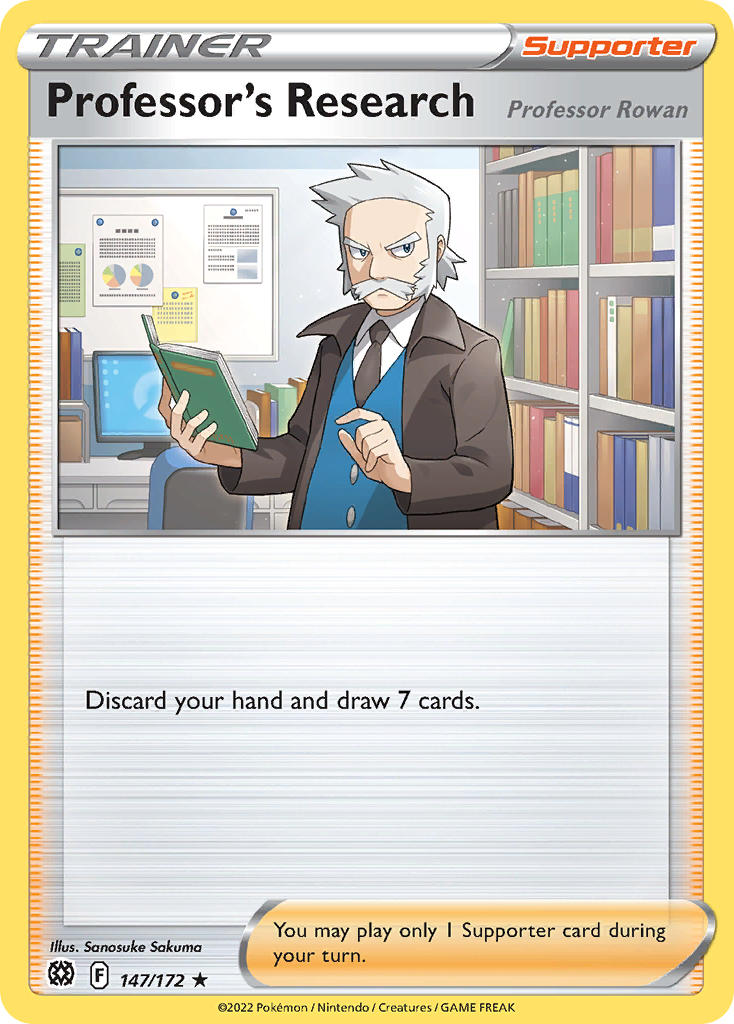 TRAINER
Supporter
Professor's Research
Professor Rowan
Discard your hand and draw 7 cards.
You may play only 1 Supporter card during
your turn.
Illus. Sanosuke Sakuma
F 147/172 ★
©2022 Pokémon / Nintendo / Creatures / GAME FREAK